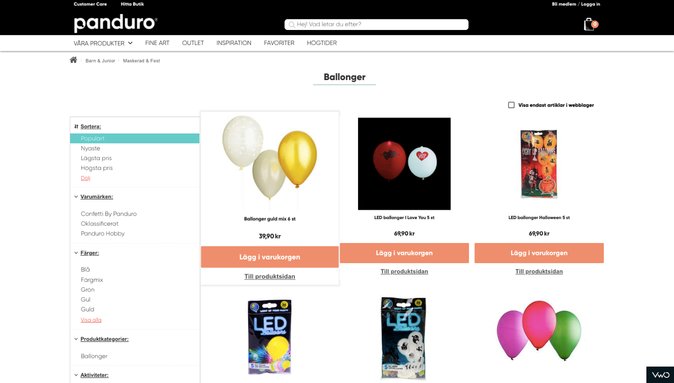 Customer Care Hitta Butik Bli medlem / Logga in
panduro
Hej! Vad letar du efter?
0
VÅRA PRODUKTER FINE ART OUTLET INSPIRATION FAVORITER HÖGTIDER
Barn & Junior Maskerad & Fest
Ballonger
Visa endast artiklar i webblager
Sortera:
Populärt
Nyaste
Lägsta pris
Högsta pris
Dölj
Varumärken:
Confetti By Panduro
Oklassificerat
Panduro Hobby
Färger:
Blå
Färgmix
Grön
Gul
Guld
Visa alla
Produktkategorier:
Ballonger
Aktiviteter:
Ballonger guld mix 6 st
39,90 kr
Lägg i varukorgen
Till produktsidan
LED ballonger I Love You 5 st
69,90 kr
Lägg i varukorgen
Till produktsidan
LED ballonger Halloween 5 st
69,90 kr
Lägg i varukorgen
Till produktsidan
LED
LED
VWO